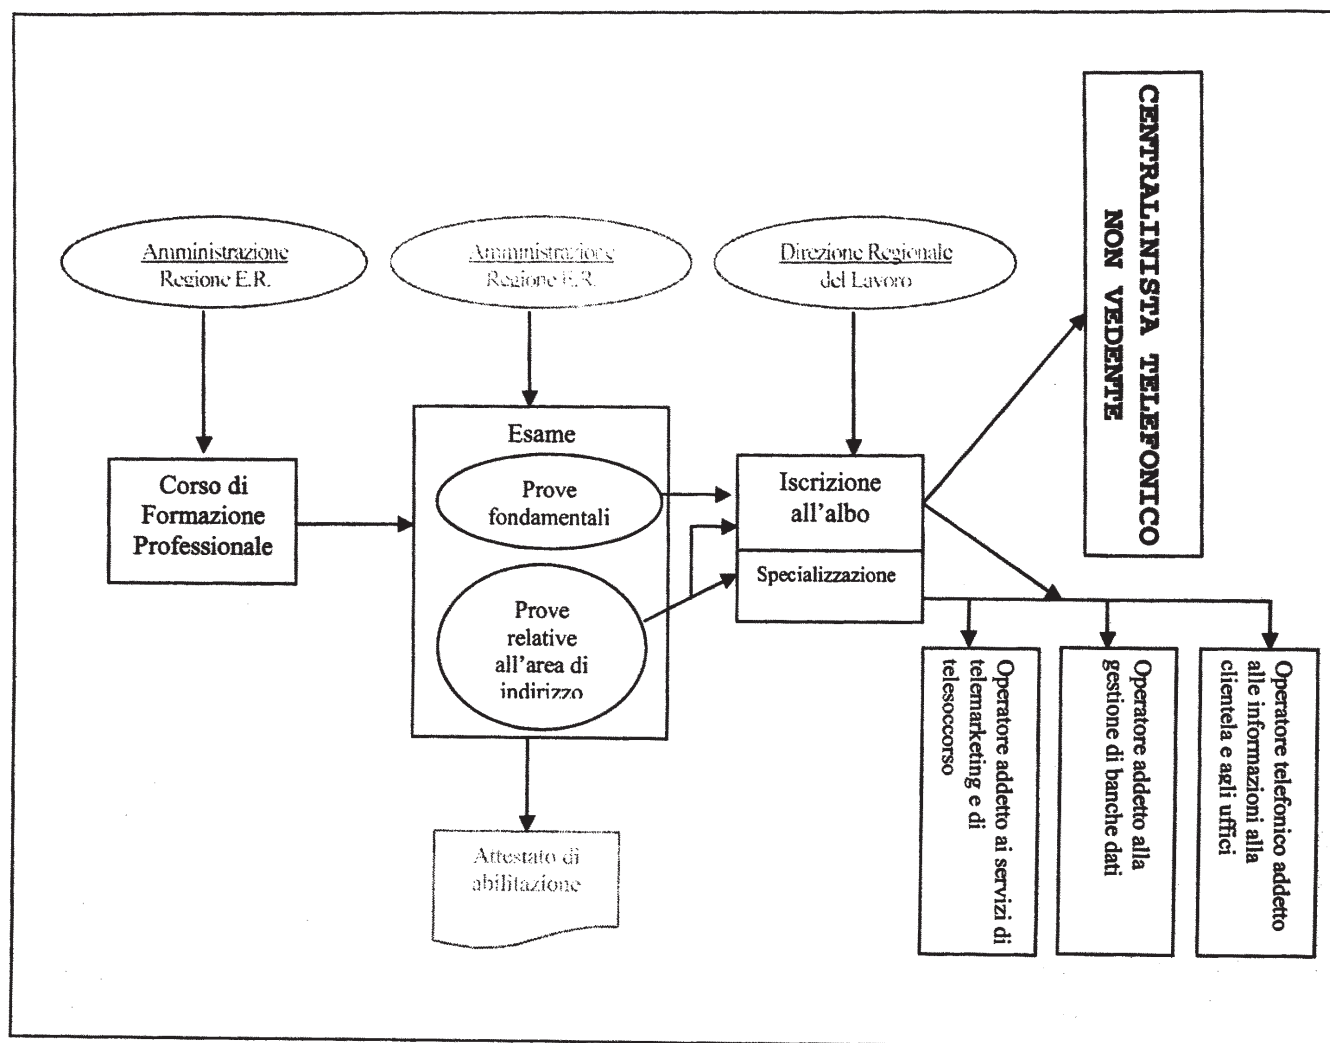 CENTRALINISTA TELEFONICO
NON VEDENTE
Amministrazione
Regione E.R.
Amministrazione
Regione E.R.
Direzione Regionale
del Lavoro
Esame
Corso di
Formazione
Professionale
Prove
fondamentali
Iscrizione
all'albo
Specializzazione
Prove
relative
all'area di
indirizzo
Attestato di
abilitazione
Operatore addetto ai servizi di
telemarketing e di
telesoccorso
Operatore addetto alla
gestione di banche dati
Operatore telefonico addetto
alle informazioni alla
clientela e agli uffici